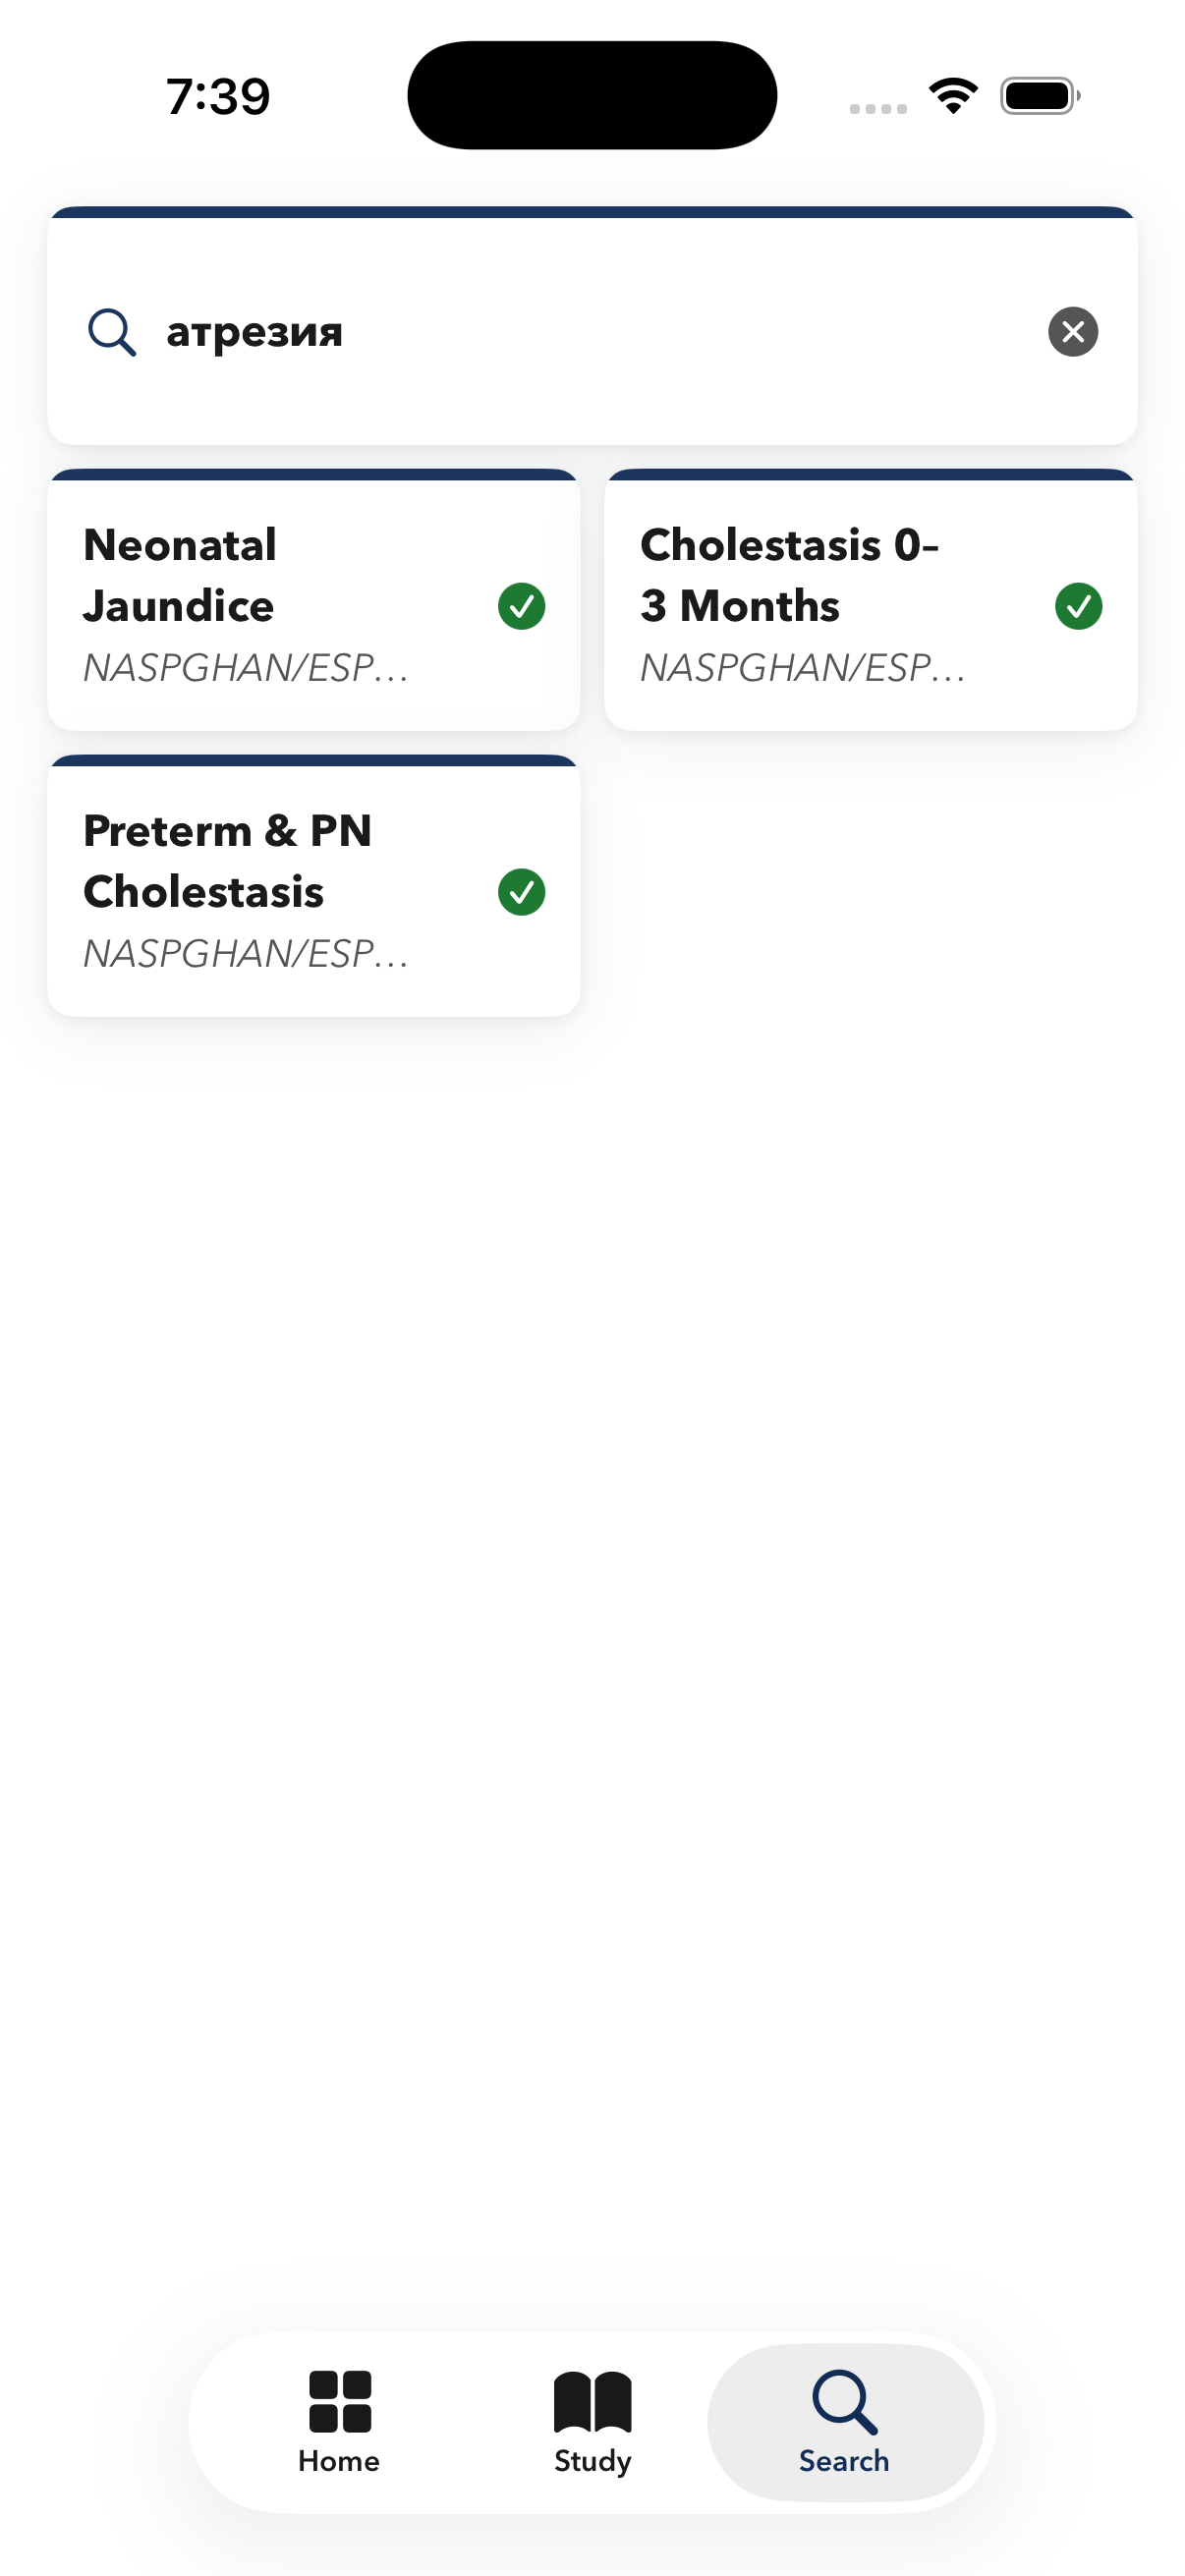 7:39
атрезия
Neonatal
Jaundice
NASPGHAN/ESP...
Cholestasis 0–
3 Months
NASPGHAN/ESP...
Preterm & PN
Cholestasis
NASPGHAN/ESP...
Home
Study
Search